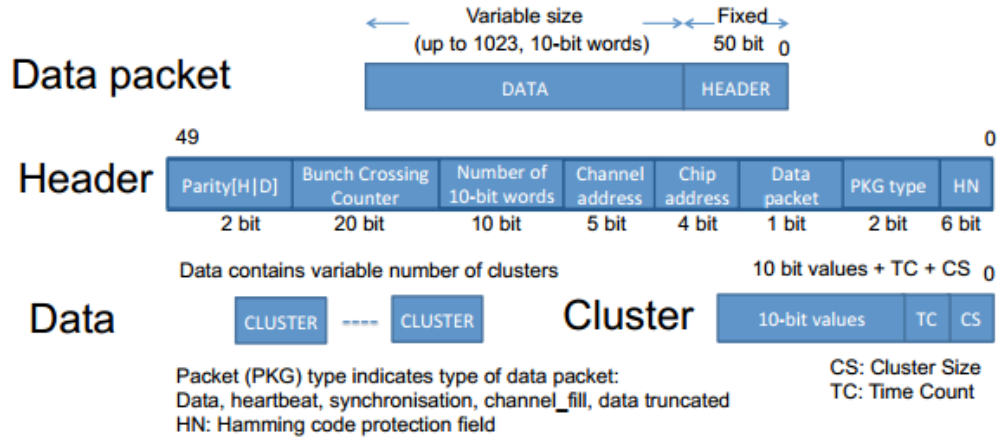 Variable size Fixed
(up to 1023, 10-bit words) 50 bit 0
Data packet
DATA HEADER
49 0
Header
Parity[H|D] Bunch Crossing Counter Number of 10-bit words Channel address Chip address Data packet PKG type HN
2 bit 20 bit 10 bit 5 bit 4 bit 1 bit 2 bit 6 bit
Data contains variable number of clusters 10 bit values + TC + CS 0
Data CLUSTER ---- CLUSTER Cluster 10-bit values TC CS
Packet (PKG) type indicates type of data packet:
Data, heartbeat, synchronisation, channel_fill, data truncated
HN: Hamming code protection field
CS: Cluster Size
TC: Time Count